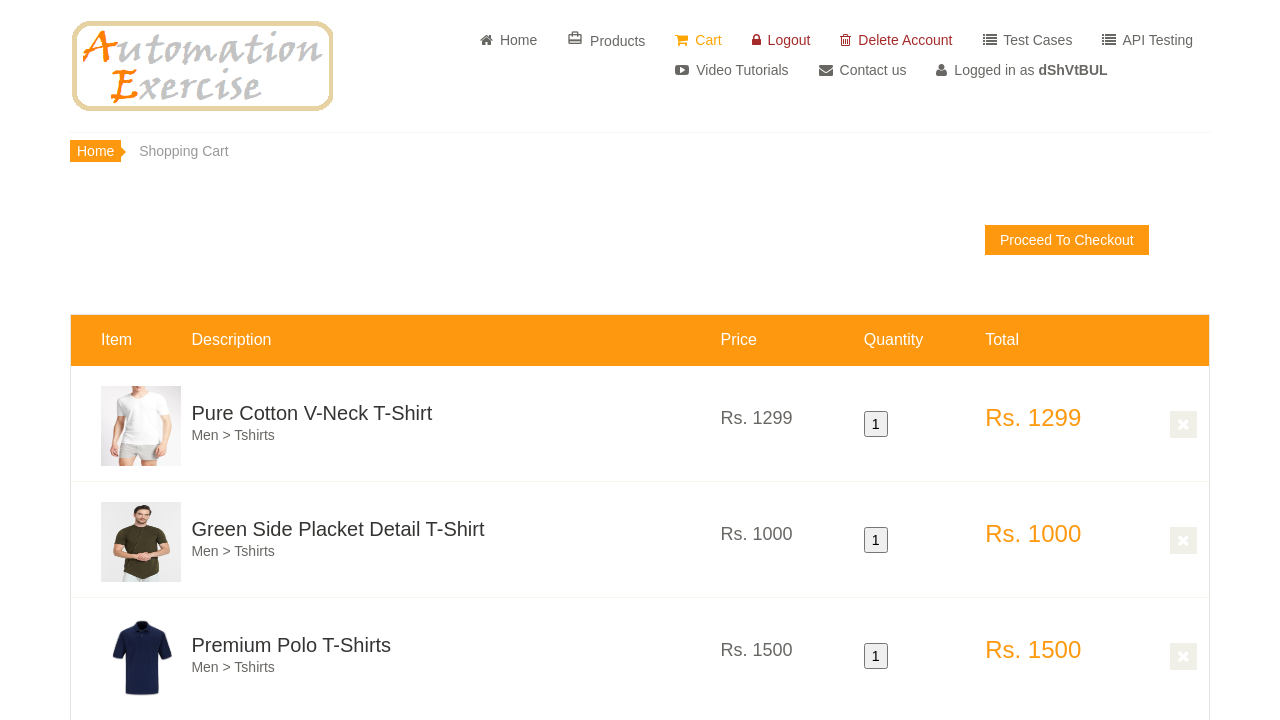 Automation
Exercise
Home
Products
Cart
Logout
Delete Account
Test Cases
API Testing
Video Tutorials
Contact us
Logged in as dShVtBUL
Home
Shopping Cart
Proceed To Checkout
Item Description Price Quantity Total
Pure Cotton V-Neck T-Shirt
Men > Tshirts
Rs. 1299
1
Rs. 1299
Green Side Placket Detail T-Shirt
Men > Tshirts
Rs. 1000
1
Rs. 1000
Premium Polo T-Shirts
Men > Tshirts
Rs. 1500
1
Rs. 1500